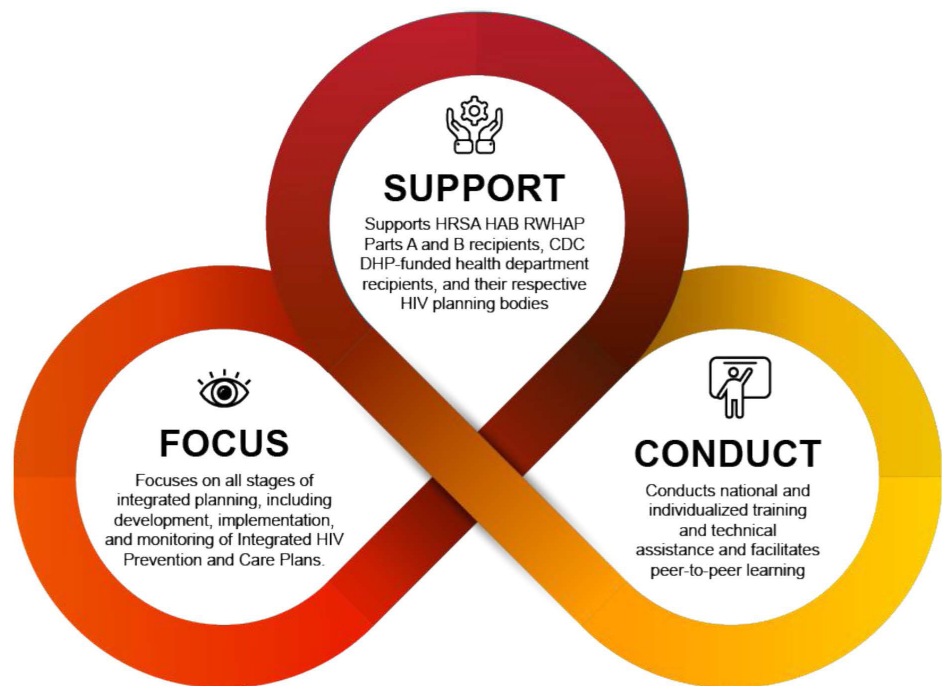 SUPPORT
Supports HRSA HAB RWHAP
Parts A and B recipients, CDC
DHP-funded health department
recipients, and their respective
HIV planning bodies
FOCUS
Focuses on all stages of
integrated planning, including
development, implementation,
and monitoring of Integrated HIV
Prevention and Care Plans.
CONDUCT
Conducts national and
individualized training
and technical
assistance and facilitates
peer-to-peer learning